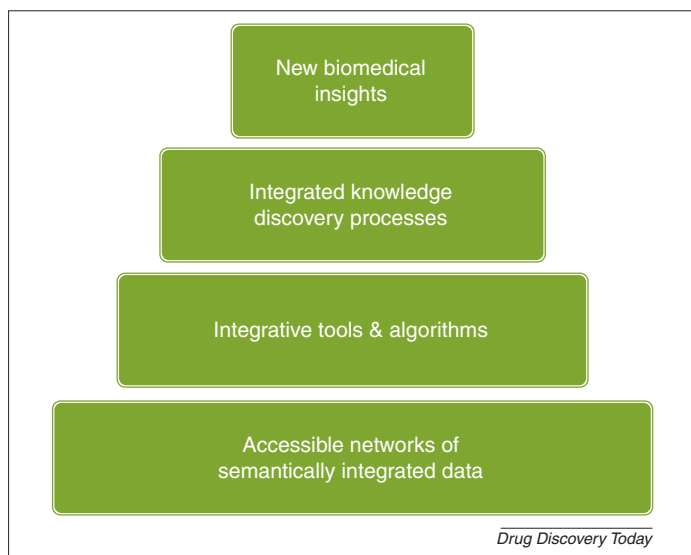 New biomedical
insights
Integrated knowledge
discovery processes
Integrative tools & algorithms
Accessible networks of
semantically integrated data
Drug Discovery Today